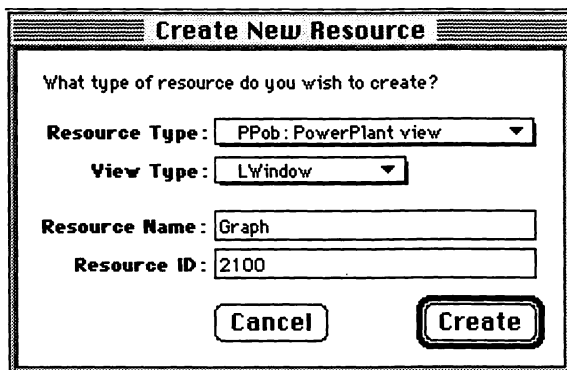 Create New Resource
What type of resource do you wish to create?
Resource Type: PPob: PowerPlant view
View Type: LWindow
Resource Name: Graph
Resource ID: 2100
Cancel Create